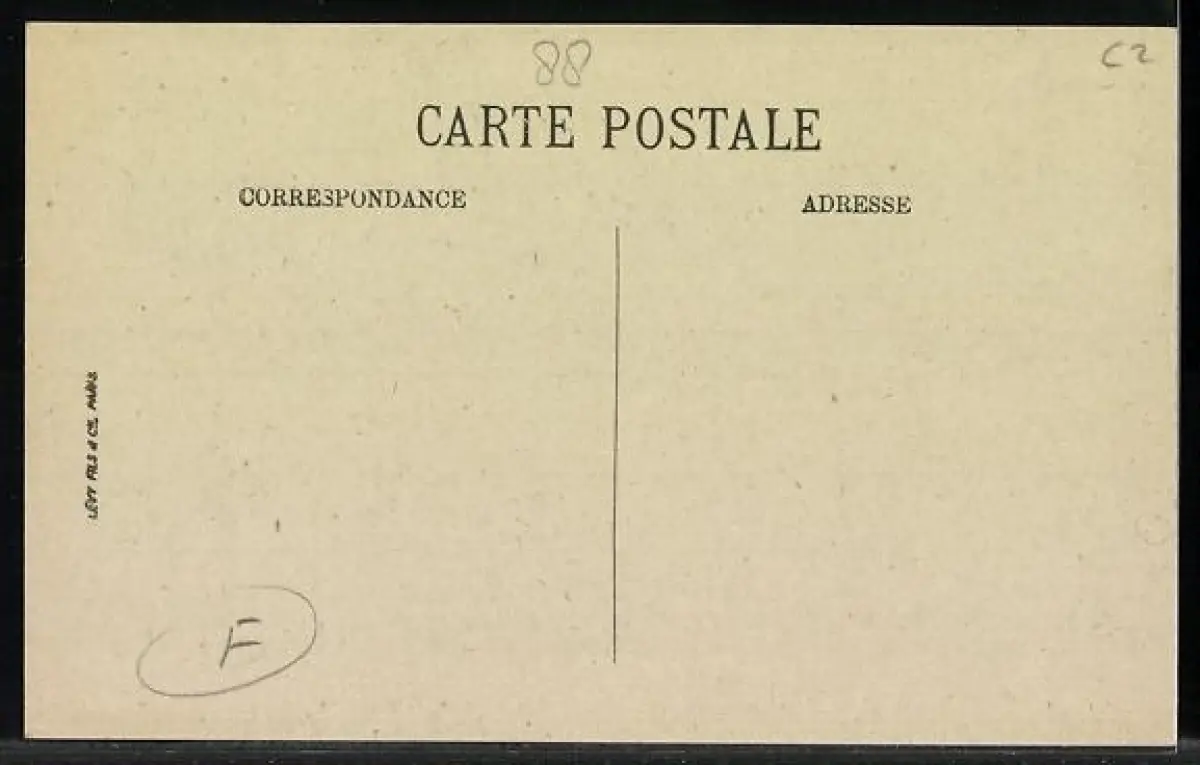 88
C2
CARTE POSTALE
CORRESPONDANCE
ADRESSE
LÉVY FILS & Cie, PARIS
F